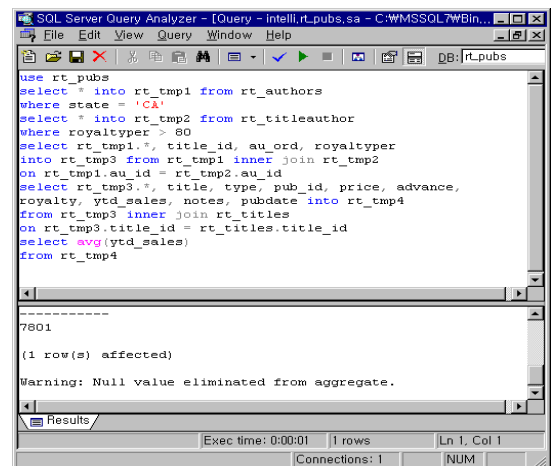 SQL Server Query Analyzer - [Query - intelli,rt_pubs,sa - C:₩MSSQL7₩Bin...
File Edit View Query Window Help
DB: rt_pubs
use rt_pubs
select * into rt_tmp1 from rt_authors
where state = 'CA'
select * into rt_tmp2 from rt_titleauthor
where royaltyper > 80
select rt_tmp1.*, title_id, au_ord, royaltyper
into rt_tmp3 from rt_tmp1 inner join rt_tmp2
on rt_tmp1.au_id = rt_tmp2.au_id
select rt_tmp3.*, title, type, pub_id, price, advance,
royalty, ytd_sales, notes, pubdate into rt_tmp4
from rt_tmp3 inner join rt_titles
on rt_tmp3.title_id = rt_titles.title_id
select avg(ytd_sales)
from rt_tmp4
-----------
7801
(1 row(s) affected)
Warning: Null value eliminated from aggregate.
Results
Exec time: 0:00:01 1 rows Ln 1, Col 1
Connections: 1 NUM